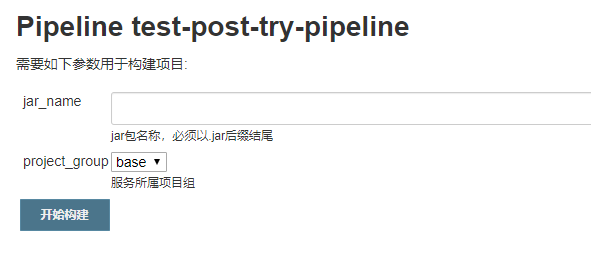 Pipeline test-post-try-pipeline
需要如下参数用于构建项目:
jar_name
jar包名称，必须以.jar后缀结尾
project_group base
服务所属项目组
开始构建